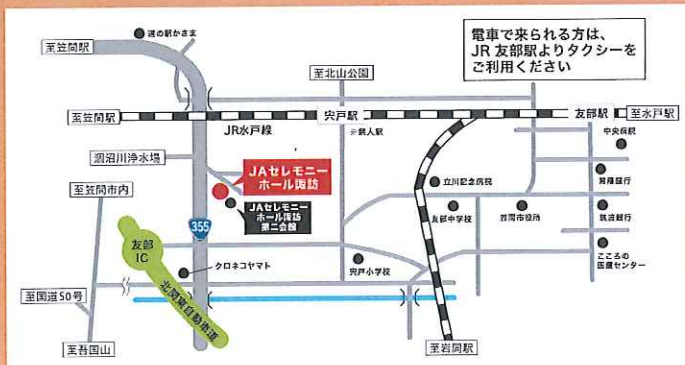 至笠間駅
道の駅かさま
至北山公園
電車で来られる方は、
JR 友部駅よりタクシーを
ご利用ください
至笠間駅
JR水戸線
宍戸駅
※無人駅
友部駅
至水戸駅
中央病院
涸沼川浄水場
JAセレモニー
ホール諏訪
至笠間市内
JAセレモニー
ホール諏訪
第二会館
立川記念病院
常陽銀行
友部中学校
笠間市役所
筑波銀行
355
友部
IC
クロネコヤマト
宍戸小学校
こころの
医療センター
至国道50号
北関東自動車道
至吾国山
至岩間駅